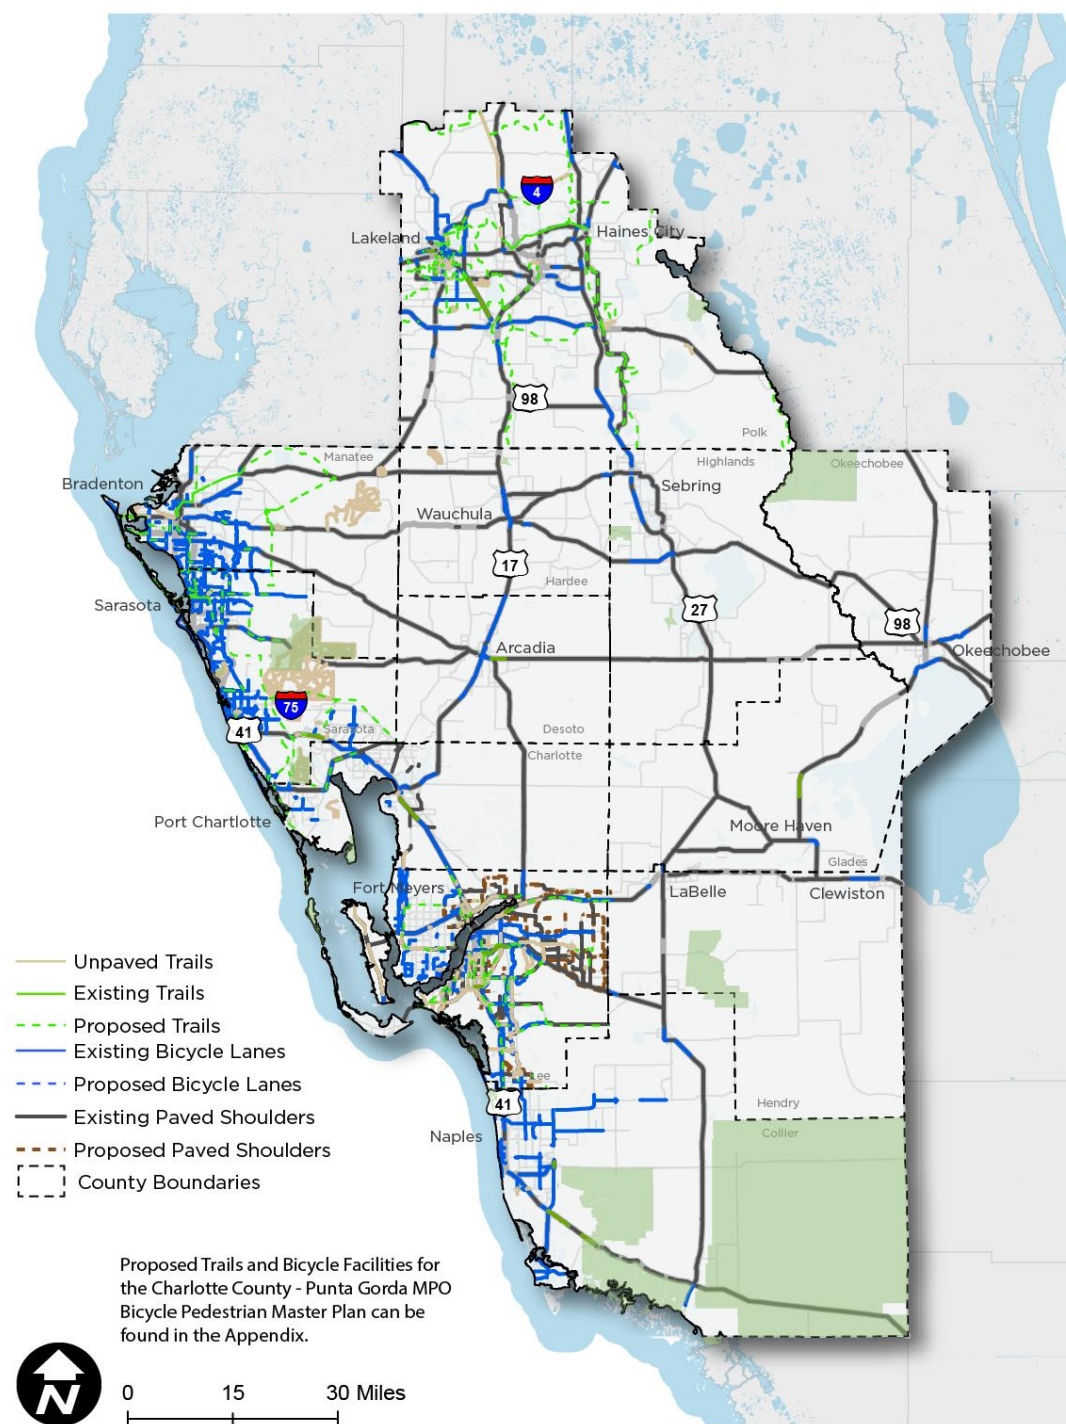 4
Lakeland
Haines City
98
Polk
Manatee
Highlands
Okeechobee
Bradenton
Sebring
Wauchula
17
Hardee
27
Sarasota
98
Arcadia
Okeechobee
75
41
Sarasota
Desoto
Charlotte
Port Chartlotte
Moore Haven
Glades
Fort Meyers
LaBelle
Clewiston
Unpaved Trails
Existing Trails
Proposed Trails
Existing Bicycle Lanes
Proposed Bicycle Lanes
Existing Paved Shoulders
Proposed Paved Shoulders
County Boundaries
Lee
41
Hendry
Naples
Collier
Proposed Trails and Bicycle Facilities for
the Charlotte County - Punta Gorda MPO
Bicycle Pedestrian Master Plan can be
found in the Appendix.
N
0 15 30 Miles